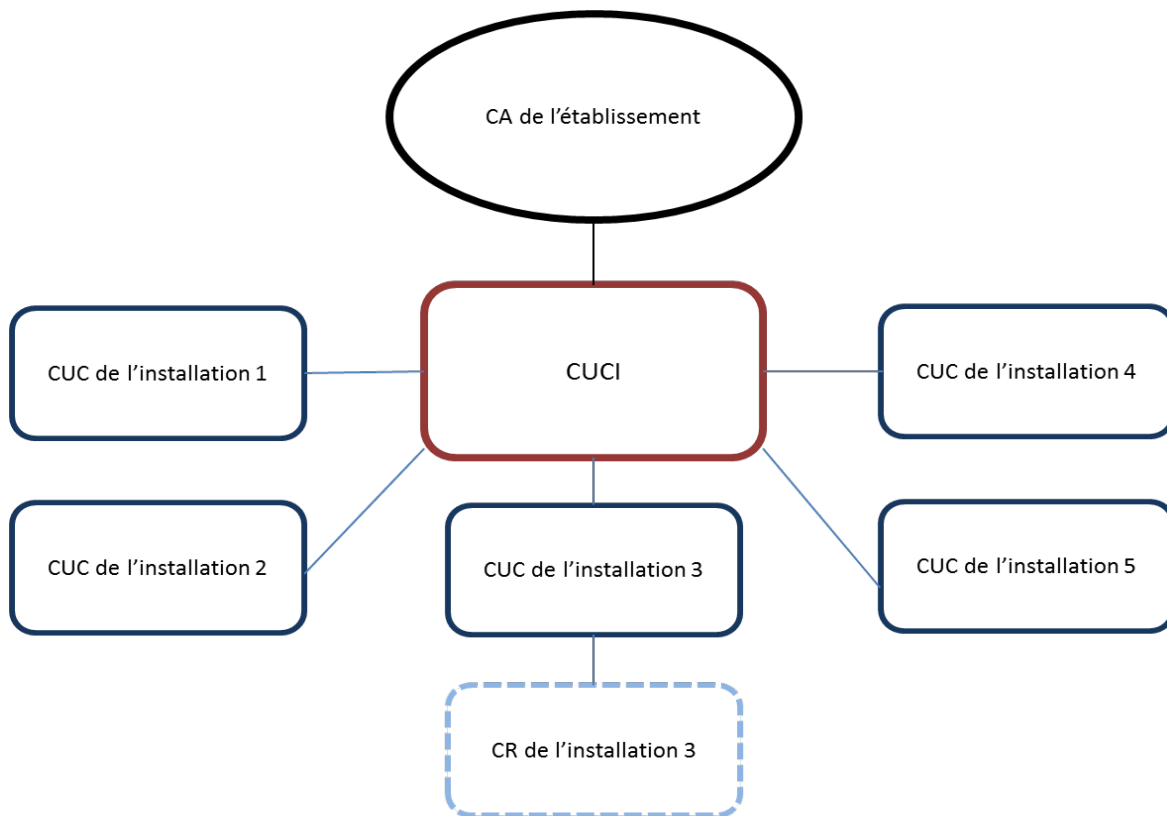 CA de l’établissement
CUC de l’installation 1
CUCI
CUC de l’installation 4
CUC de l’installation 2
CUC de l’installation 3
CUC de l’installation 5
CR de l’installation 3